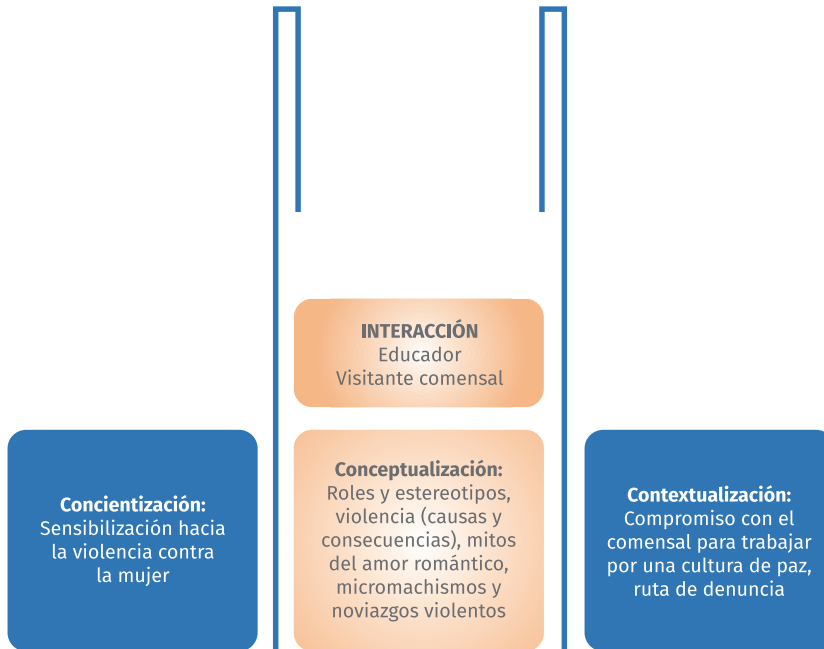 INTERACCIÓN
Educador
Visitante comensal
Concientización:
Sensibilización hacia
la violencia contra
la mujer
Conceptualización:
Roles y estereotipos,
violencia (causas y
consecuencias), mitos
del amor romántico,
micromachismos y
noviazgos violentos
Contextualización:
Compromiso con el
comensal para trabajar
por una cultura de paz,
ruta de denuncia